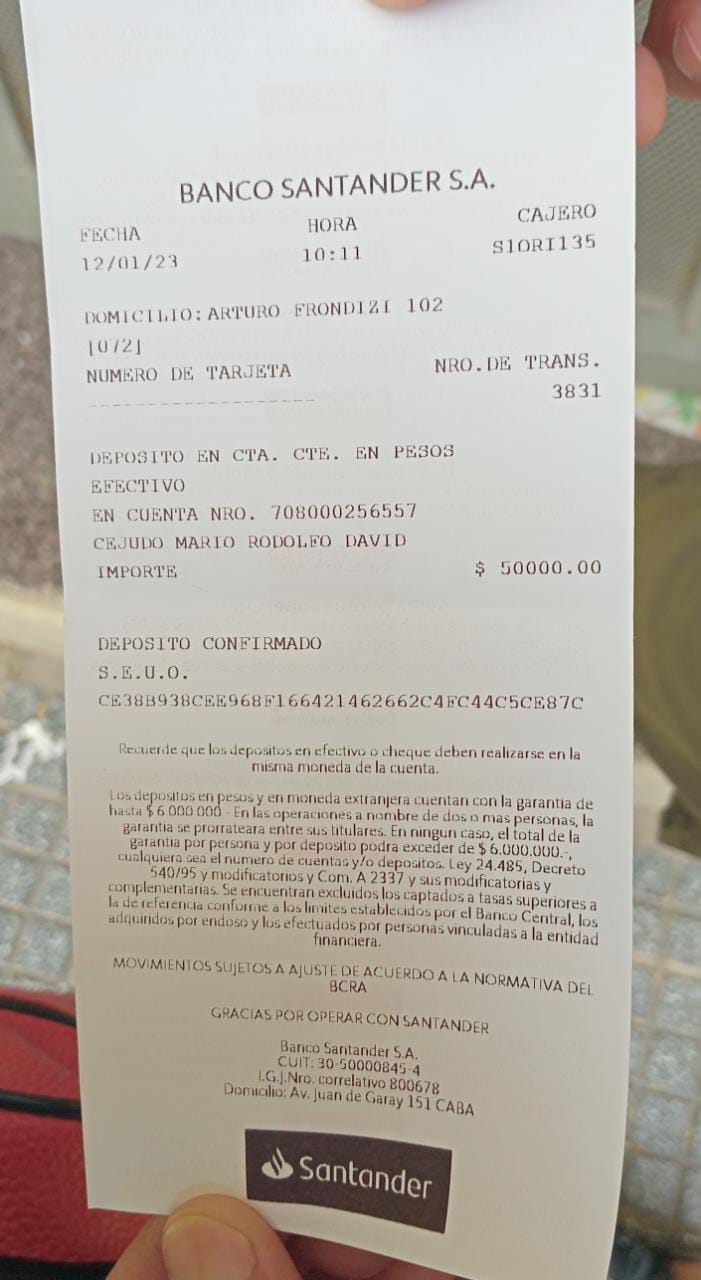 BANCO SANTANDER S.A.
FECHA HORA CAJERO
12/01/23 10:11 S1ORI135
DOMICILIO: ARTURO FRONDIZI 102
[072]
NUMERO DE TARJETA NRO.DE TRANS.
------------------- 3831
DEPOSITO EN CTA. CTE. EN PESOS
EFECTIVO
EN CUENTA NRO. 708000256557
CEJUDO MARIO RODOLFO DAVID
IMPORTE $ 50000.00
DEPOSITO CONFIRMADO
S.E.U.O.
CE38B938CEE968F166421462662C4FC44C5CE87C
Recuerde que los depositos en efectivo o cheque deben realizarse en la
misma moneda de la cuenta.
Los depositos en pesos y en moneda extranjera cuentan con la garantia de
hasta $ 6.000.000 - En las operaciones a nombre de dos o mas personas, la
garantia se prorrateara entre sus titulares. En ningun caso, el total de la
garantia por persona y por deposito podra exceder de $ 6.000.000.-,
cualquiera sea el numero de cuentas y/o depositos. Ley 24.485, Decreto
540/95 y modificatorios y Com. A 2337 y sus modificatorias y
complementarias. Se encuentran excluidos los captados a tasas superiores a
la de referencia conforme a los limites establecidos por el Banco Central, los
adquiridos por endoso y los efectuados por personas vinculadas a la entidad
financiera.
MOVIMIENTOS SUJETOS A AJUSTE DE ACUERDO A LA NORMATIVA DEL
BCRA
GRACIAS POR OPERAR CON SANTANDER
Banco Santander S.A.
CUIT: 30-50000845-4
I.G.J.Nro. correlativo 800678
Domicilio: Av. Juan de Garay 151 CABA
Santander